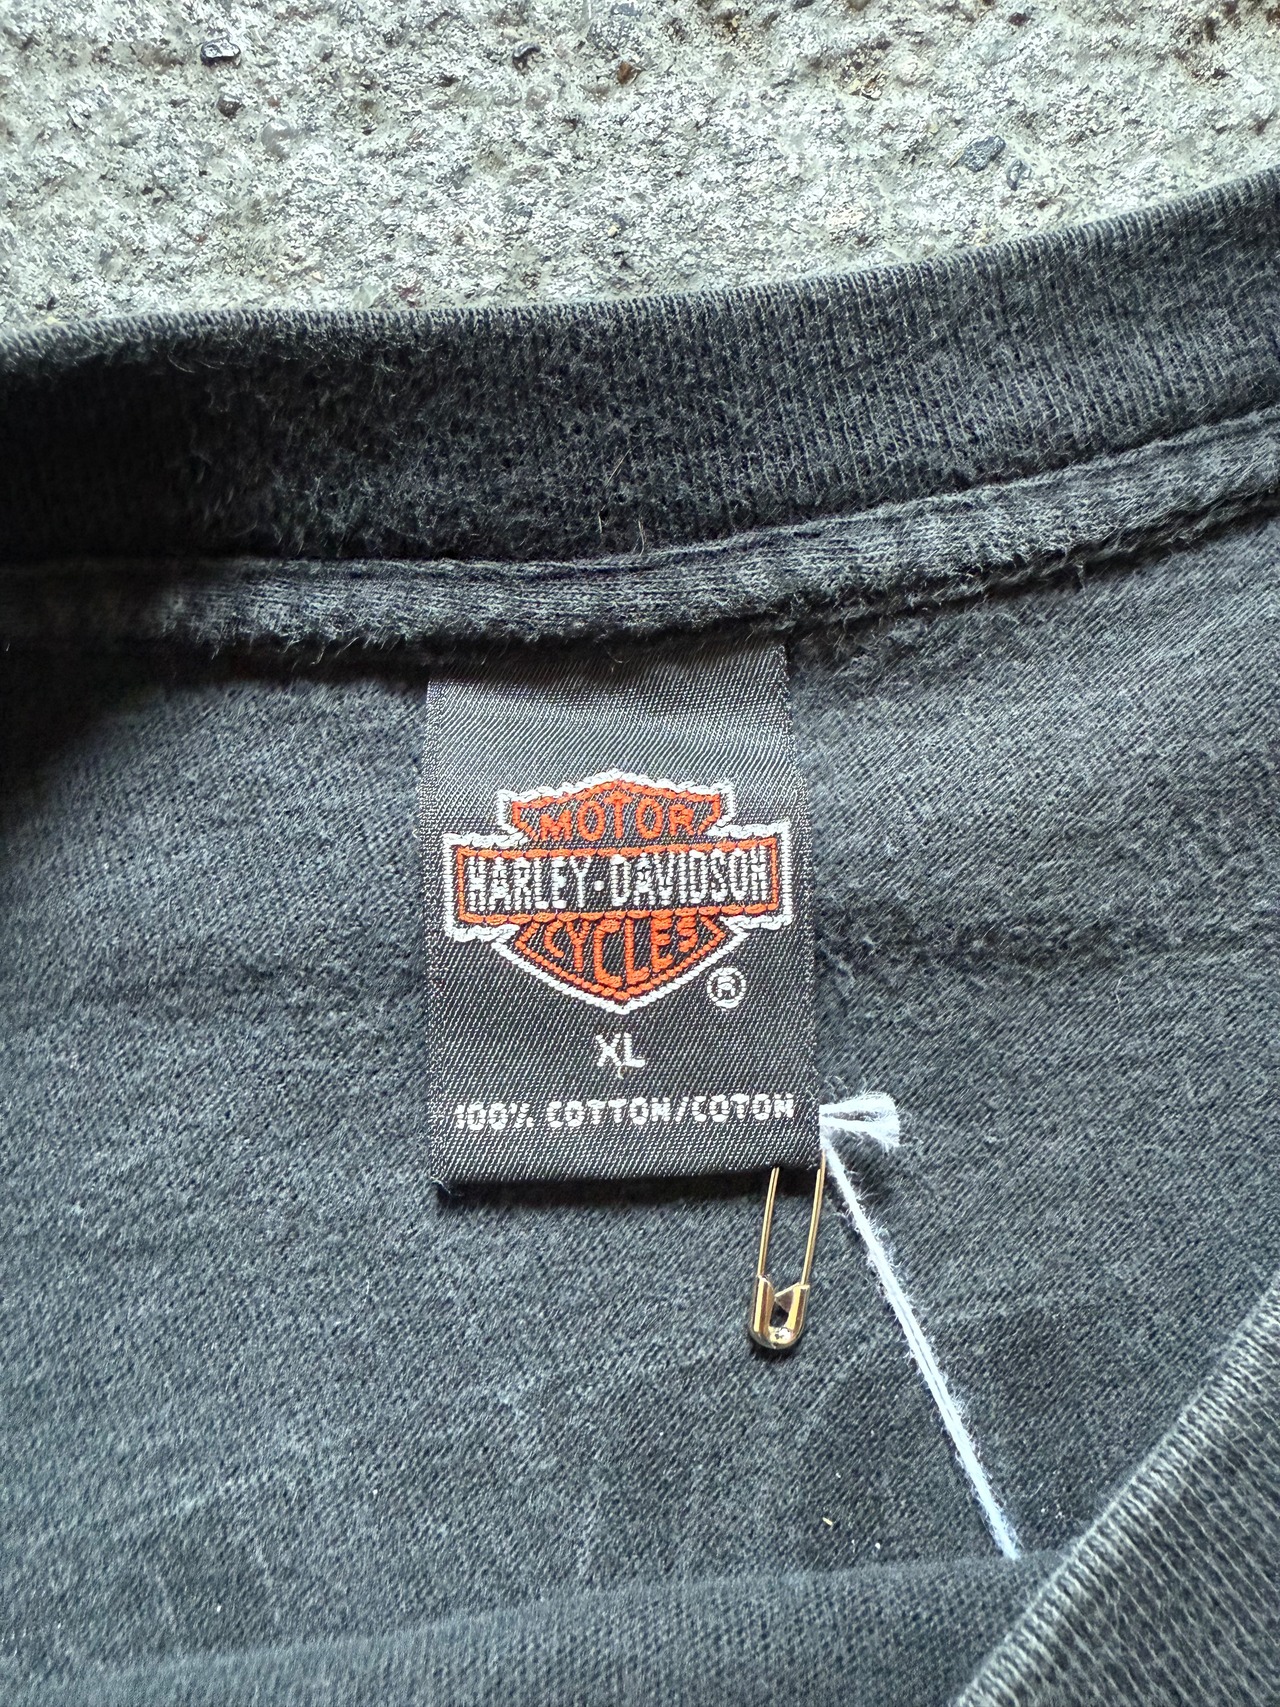 MOTOR
HARLEY-DAVIDSON
CYCLES
®
XL
100% COTTON/COTON